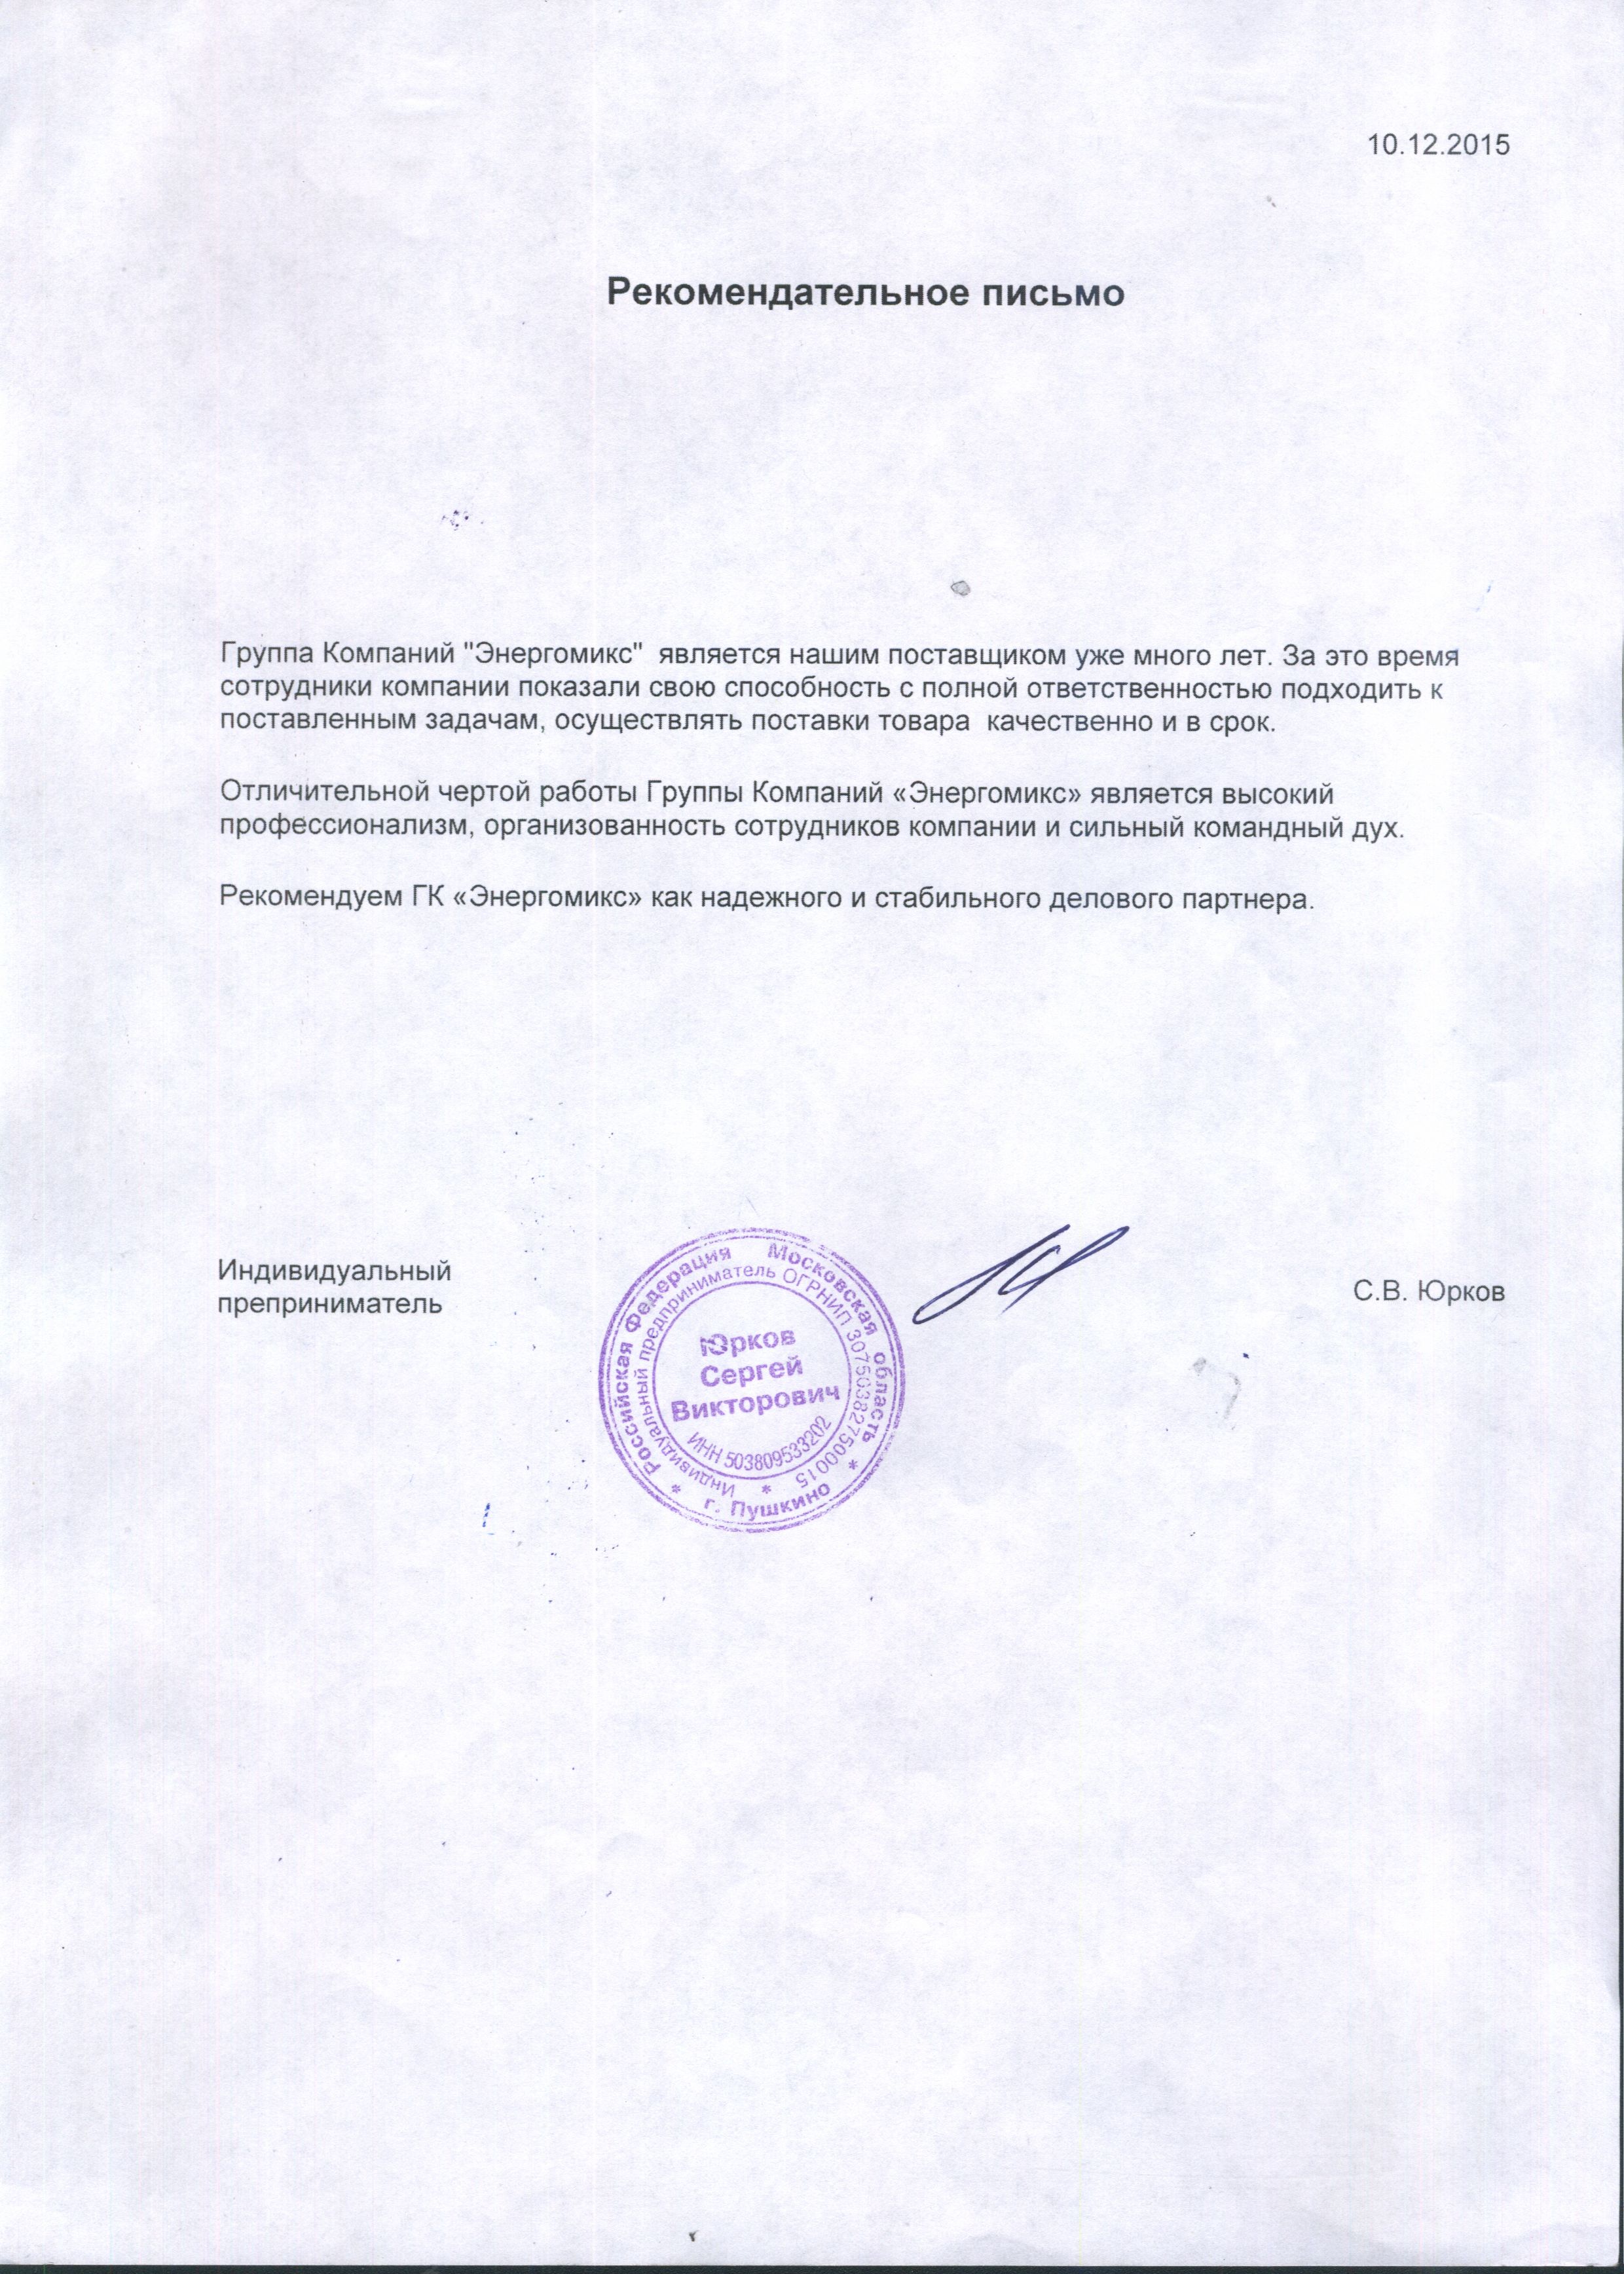 10.12.2015
Рекомендательное письмо
Группа Компаний "Энергомикс" является нашим поставщиком уже много лет. За это время
сотрудники компании показали свою способность с полной ответственностью подходить к
поставленным задачам, осуществлять поставки товара качественно и в срок.
Отличительной чертой работы Группы Компаний «Энергомикс» является высокий
профессионализм, организованность сотрудников компании и сильный командный дух.
Рекомендуем ГК «Энергомикс» как надежного и стабильного делового партнера.
Индивидуальный
преприниматель
Российская Федерация Московская область
* г. Пушкино *
Индивидуальный предприниматель ОГРНИП 307503827500015 *
Юрков
Сергей
Викторович
ИНН 503809533202
С.В. Юрков